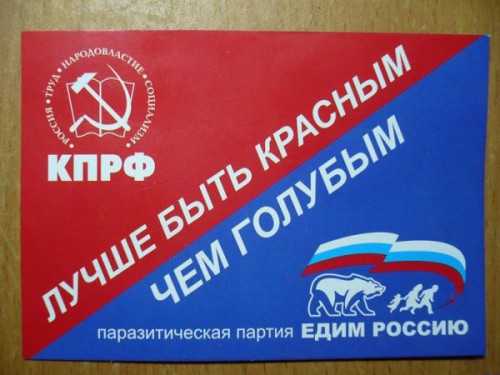 РОССИЯ • ТРУД • НАРОДОВЛАСТИЕ • СОЦИАЛИЗМ •
КПРФ
ЛУЧШЕ БЫТЬ КРАСНЫМ
ЧЕМ ГОЛУБЫМ
паразитическая партия ЕДИМ РОССИЮ